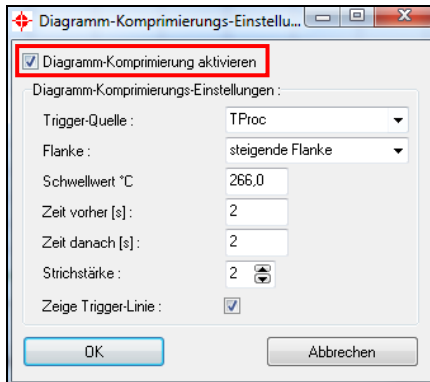 Diagramm-Komprimierungs-Einstellu...
Diagramm-Komprimierung aktivieren
Diagramm-Komprimierungs-Einstellungen :
Trigger-Quelle : TProc
Flanke : steigende Flanke
Schwellwert °C 266,0
Zeit vorher [s] : 2
Zeit danach [s] : 2
Strichstärke : 2
Zeige Trigger-Linie :
OK Abbrechen